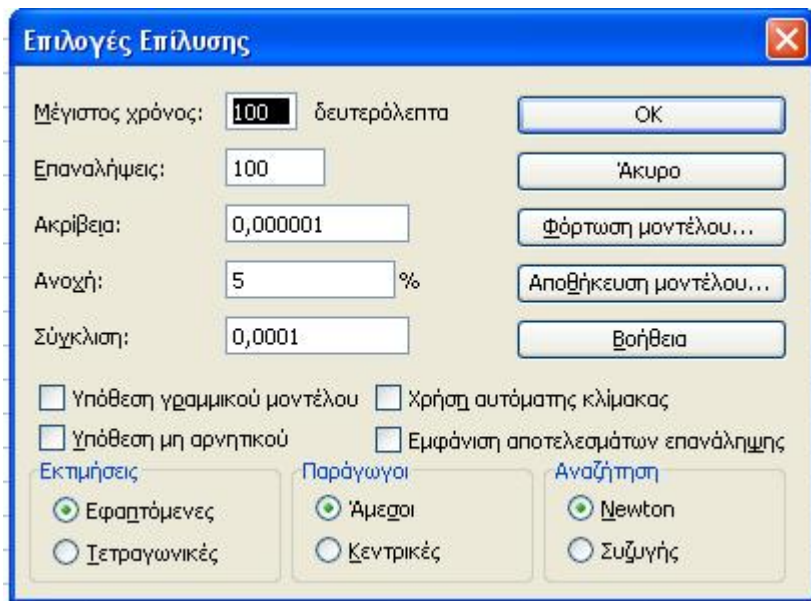 Επιλογές Επίλυσης
Μέγιστος χρόνος: 100 δευτερόλεπτα OK
Επαναλήψεις: 100 Άκυρο
Ακρίβεια: 0,000001 Φόρτωση μοντέλου...
Ανοχή: 5 % Αποθήκευση μοντέλου...
Σύγκλιση: 0,0001 Βοήθεια
Υπόθεση γραμμικού μοντέλου Χρήση αυτόματης κλίμακας
Υπόθεση μη αρνητικού Εμφάνιση αποτελεσμάτων επανάληψης
Εκτιμήσεις Παράγωγοι Αναζήτηση
Εφαπτόμενες Άμεσοι Newton
Τετραγωνικές Κεντρικές Συζυγής